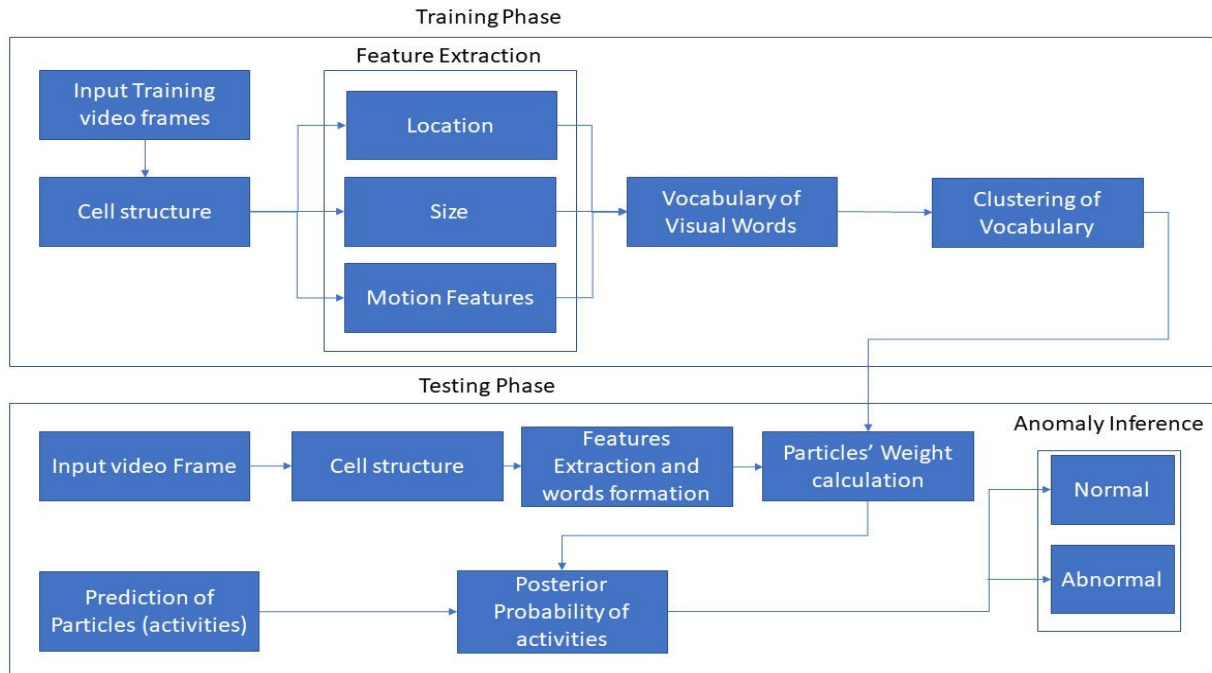 Training Phase
Feature Extraction
Input Training
video frames
Location
Cell structure
Size
Vocabulary of
Visual Words
Clustering of
Vocabulary
Motion Features
Testing Phase
Anomaly Inference
Input video Frame
Cell structure
Features
Extraction and
words formation
Particles’ Weight
calculation
Normal
Prediction of
Particles (activities)
Posterior
Probability of
activities
Abnormal